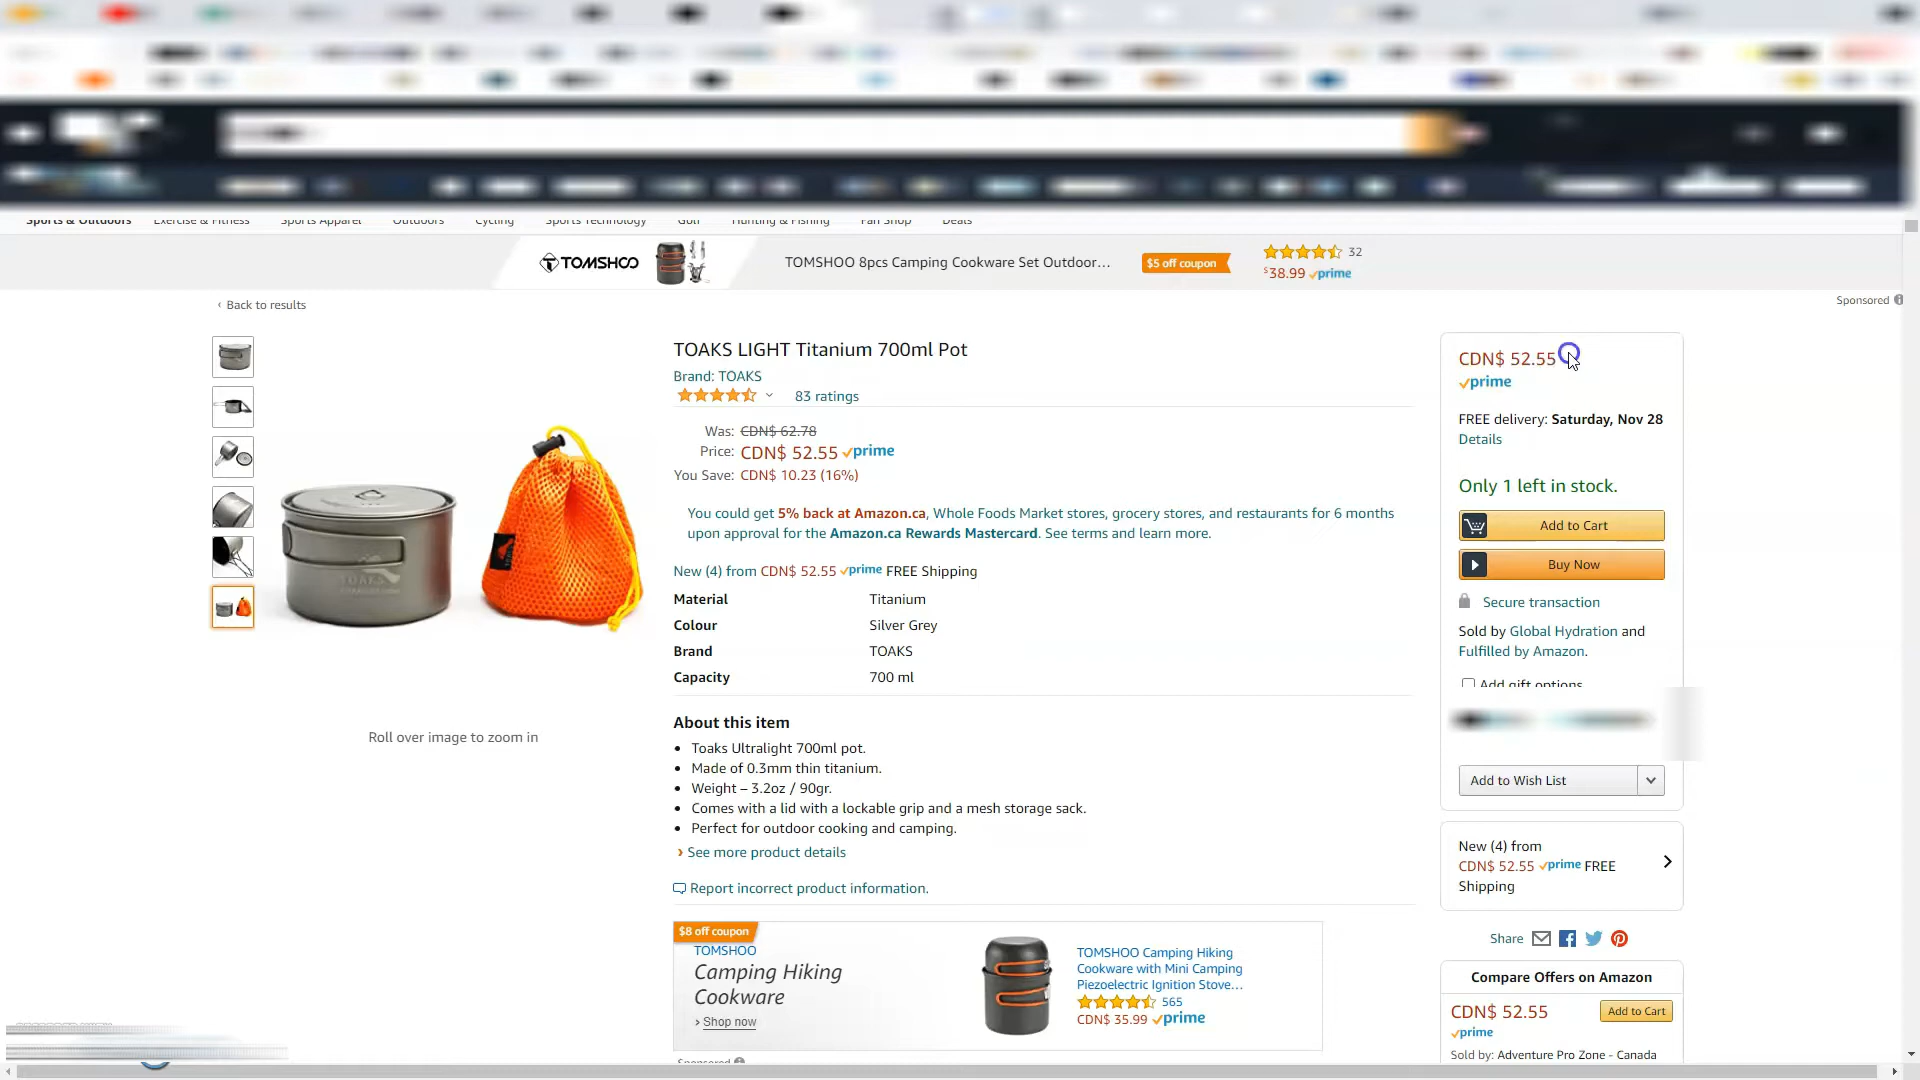 Sports & Outdoors Exercise & Fitness Sports Apparel Outdoors Cycling Sports Technology Golf Hunting & Fishing Fan Shop Deals
TOMSHOO
TOMSHOO 8pcs Camping Cookware Set Outdoor...
$5 off coupon
32
$38.99 prime
Sponsored
‹ Back to results
TOAKS LIGHT Titanium 700ml Pot
Brand: TOAKS
83 ratings
Was: CDN$ 62.78
Price: CDN$ 52.55 prime
You Save: CDN$ 10.23 (16%)
You could get 5% back at Amazon.ca, Whole Foods Market stores, grocery stores, and restaurants for 6 months
upon approval for the Amazon.ca Rewards Mastercard. See terms and learn more.
New (4) from CDN$ 52.55 prime FREE Shipping
Material Titanium
Colour Silver Grey
Brand TOAKS
Capacity 700 ml
Roll over image to zoom in
About this item
• Toaks Ultralight 700ml pot.
• Made of 0.3mm thin titanium.
• Weight – 3.2oz / 90gr.
• Comes with a lid with a lockable grip and a mesh storage sack.
• Perfect for outdoor cooking and camping.
› See more product details
Report incorrect product information.
$8 off coupon
TOMSHOO
Camping Hiking
Cookware
› Shop now
TOMSHOO Camping Hiking
Cookware with Mini Camping
Piezoelectric Ignition Stove...
565
CDN$ 35.99 prime
Sponsored
CDN$ 52.55
prime
FREE delivery: Saturday, Nov 28
Details
Only 1 left in stock.
Add to Cart
Buy Now
Secure transaction
Sold by Global Hydration and
Fulfilled by Amazon.
Add gift options
Add to Wish List
New (4) from
CDN$ 52.55 prime FREE
Shipping
Share
Compare Offers on Amazon
CDN$ 52.55
Add to Cart
prime
Sold by: Adventure Pro Zone - Canada